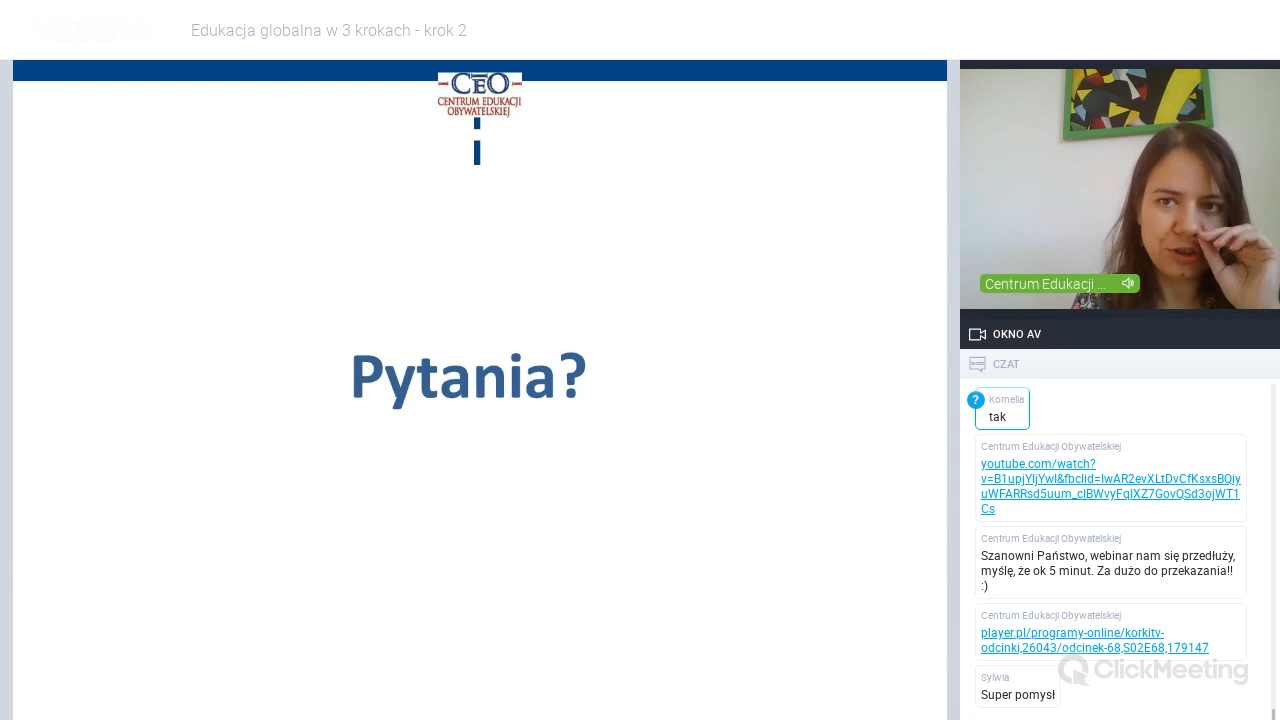 Edukacja globalna w 3 krokach - krok 2
CEO
CENTRUM EDUKACJI
OBYWATELSKIEJ
Pytania?
Centrum Edukacji ...
OKNO AV
CZAT
? Kornelia
tak
Centrum Edukacji Obywatelskiej
youtube.com/watch?
v=B1upjYljYwI&fbclid=IwAR2evXLtDvCfKsxsBQiy
uWFARRsd5uum_clBWvyFqIXZ7GovQSd3ojWT1
Cs
Centrum Edukacji Obywatelskiej
Szanowni Państwo, webinar nam się przedłuży,
myślę, że ok 5 minut. Za dużo do przekazania!!
:)
Centrum Edukacji Obywatelskiej
player.pl/programy-online/korkitv-
odcinki,26043/odcinek-68,S02E68,179147
ClickMeeting
Sylwia
Super pomysł